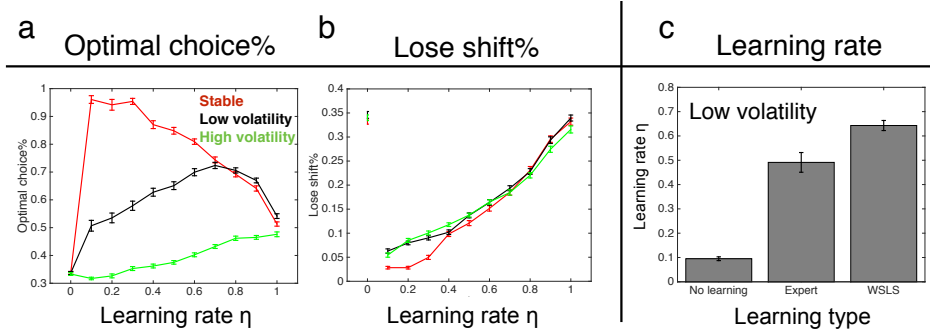 a
Optimal choice%
b
Lose shift%
c
Learning rate
Optimal choice%
1
0.9
0.8
0.7
0.6
0.5
0.4
0.3
Stable
Low volatility
High volatility
0 0.2 0.4 0.6 0.8 1
Learning rate η
Lose shift%
0.4
0.35
0.3
0.25
0.2
0.15
0.1
0.05
0
0 0.2 0.4 0.6 0.8 1
Learning rate η
Learning rate η
0.8
0.7
0.6
0.5
0.4
0.3
0.2
0.1
0
Low volatility
No learning Expert WSLS
Learning type